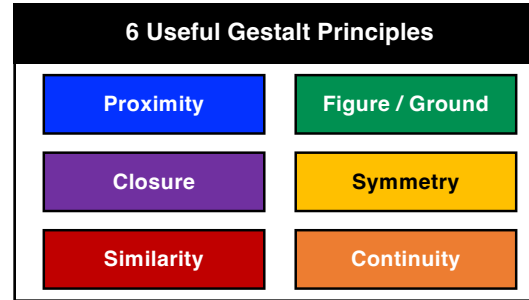 6 Useful Gestalt Principles
Proximity
Figure / Ground
Closure
Symmetry
Similarity
Continuity